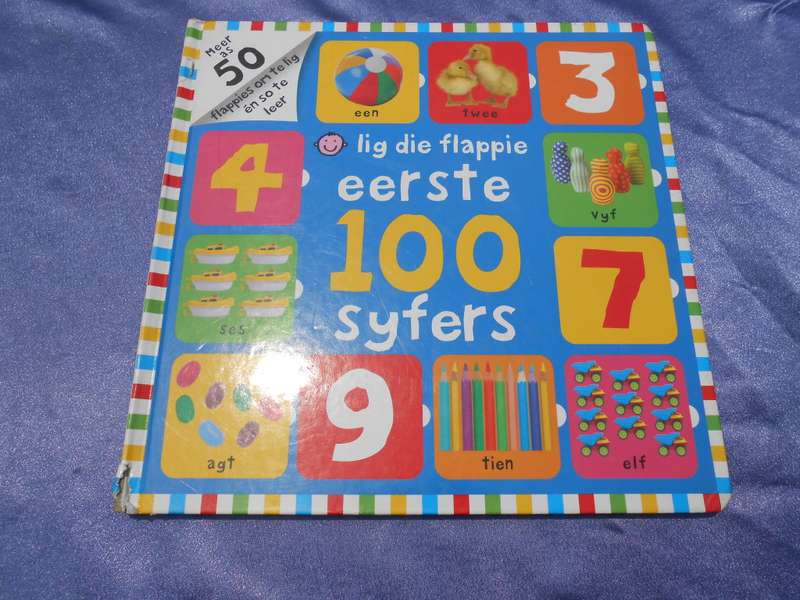 Meer
as
50
flappies om te lig
én so te
leer
een
twee
3
lig die flappie
eerste
100
syfers
4
vyf
ses
7
agt
9
tien
elf